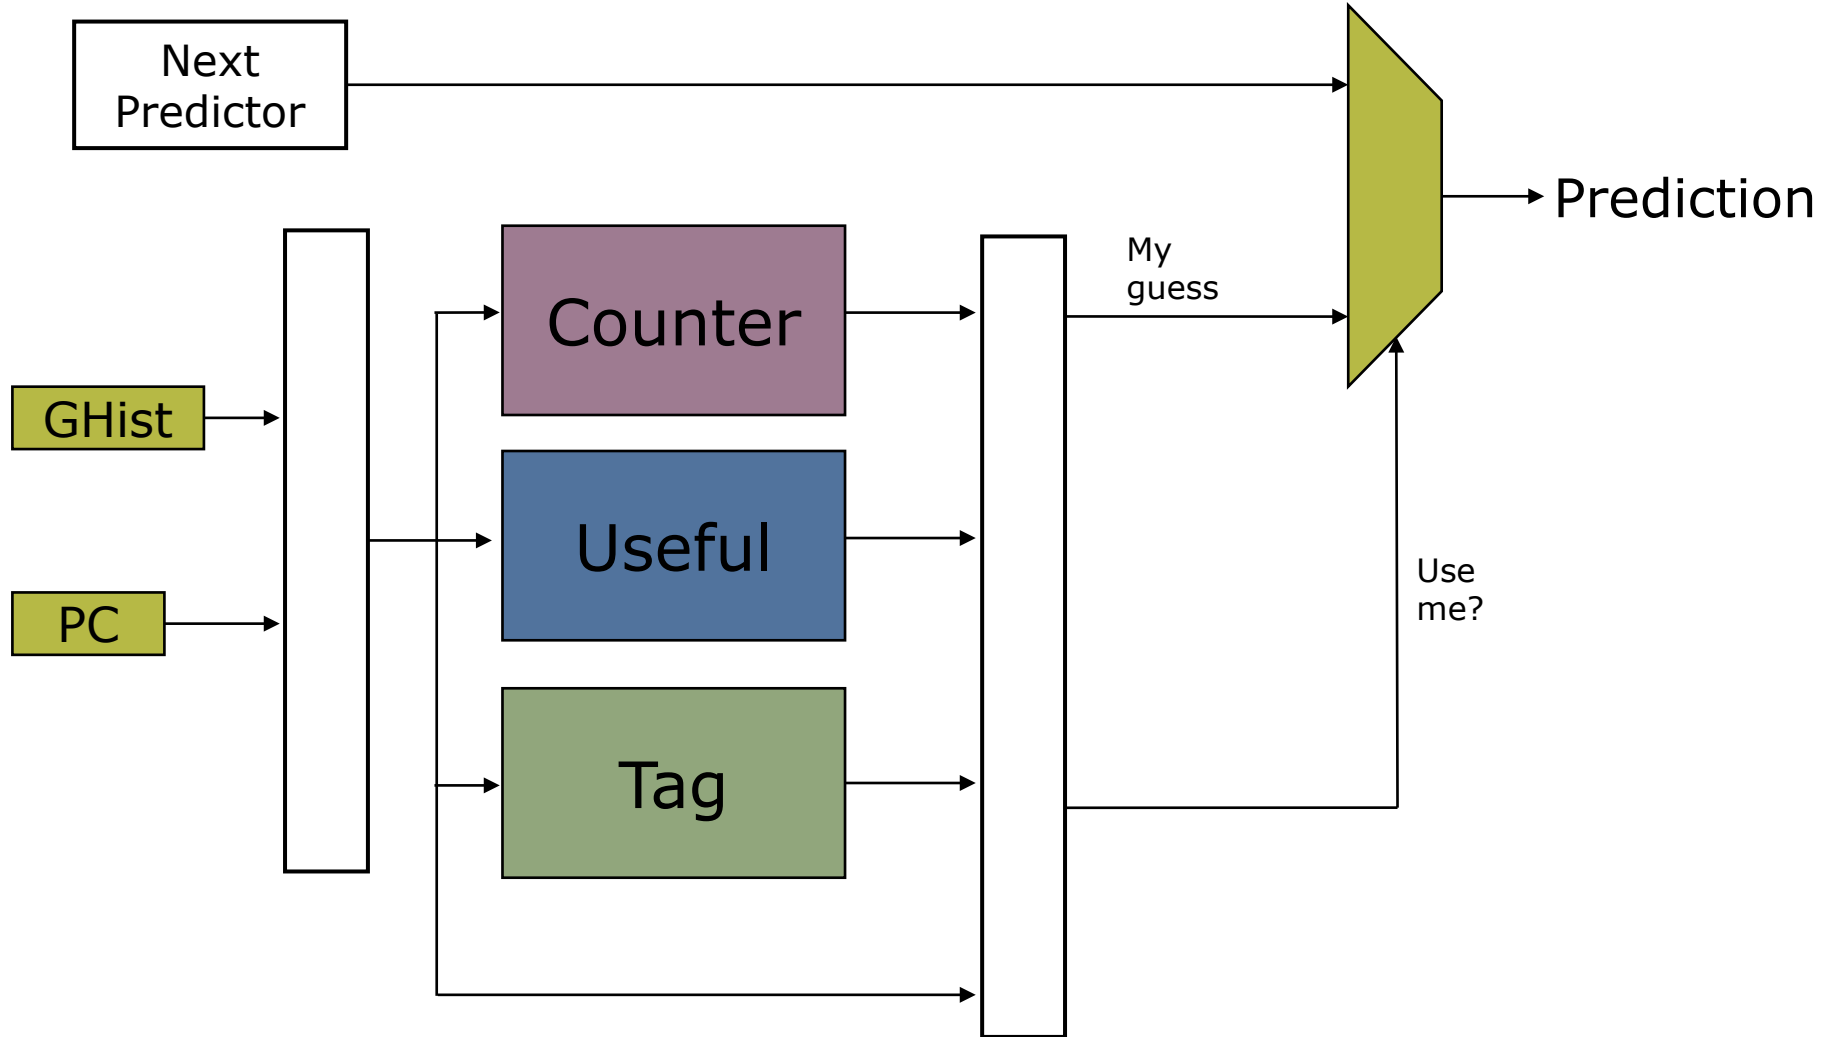 Next
Predictor
Prediction
My
guess
Counter
GHist
Useful
Use
me?
PC
Tag